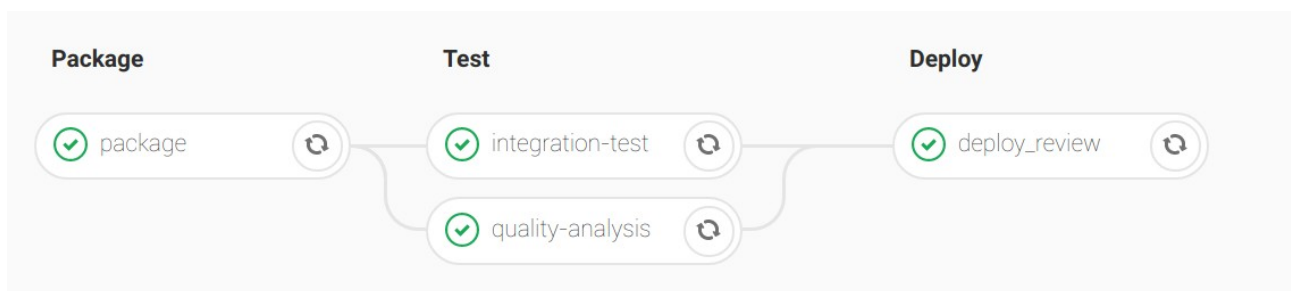 Package
Test
Deploy
package
integration-test
deploy_review
quality-analysis